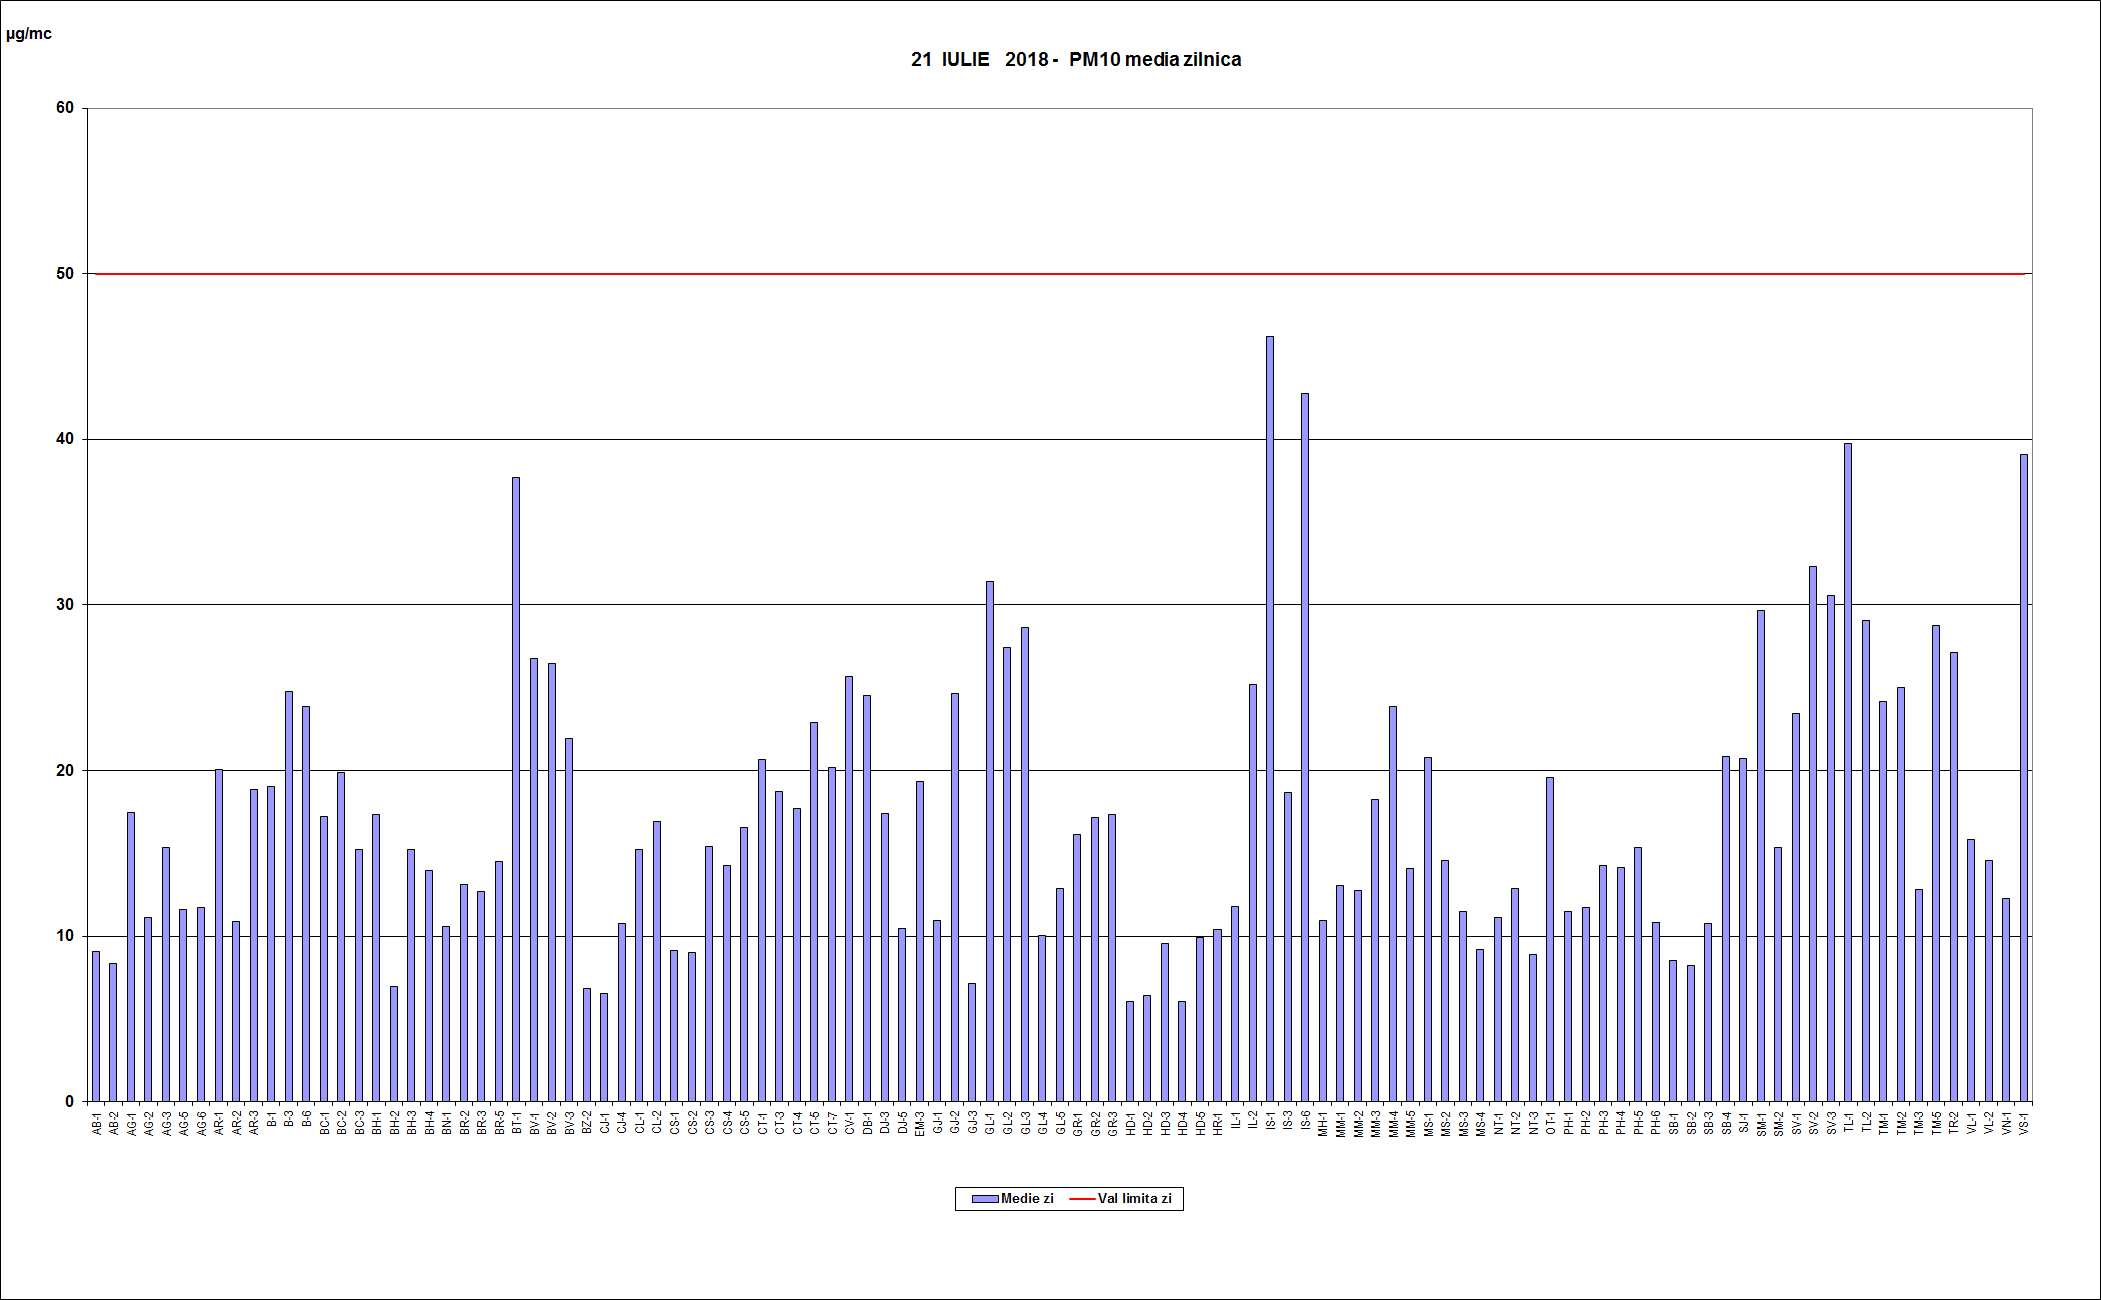 µg/mc
21 IULIE 2018 - PM10 media zilnica
60
50
40
30
20
10
0
AB-1 AB-2 AG-1 AG-2 AG-3 AG-5 AG-6 AR-1 AR-2 AR-3 B-1 B-3 B-6 BC-1 BC-2 BC-3 BH-1 BH-2 BH-3 BH-4 BN-1 BR-2 BR-3 BR-5 BT-1 BV-1 BV-2 BV-3 BZ-2 CJ-1 CJ-4 CL-1 CL-2 CS-1 CS-2 CS-3 CS-4 CS-5 CT-1 CT-3 CT-4 CT-5 CT-7 CV-1 DB-1 DJ-3 DJ-5 EM-3 GJ-1 GJ-2 GJ-3 GL-1 GL-2 GL-3 GL-4 GL-5 GR-1 GR-2 GR-3 HD-1 HD-2 HD-3 HD-4 HD-5 HR-1 IL-1 IL-2 IS-1 IS-3 IS-6 MH-1 MM-1 MM-2 MM-3 MM-4 MM-5 MS-1 MS-2 MS-3 MS-4 NT-1 NT-2 NT-3 OT-1 PH-1 PH-2 PH-3 PH-4 PH-5 PH-6 SB-1 SB-2 SB-3 SB-4 SJ-1 SM-1 SM-2 SV-1 SV-2 SV-3 TL-1 TL-2 TM-1 TM-2 TM-3 TM-5 TR-2 VL-1 VL-2 VN-1 VS-1
Medie zi Val limita zi